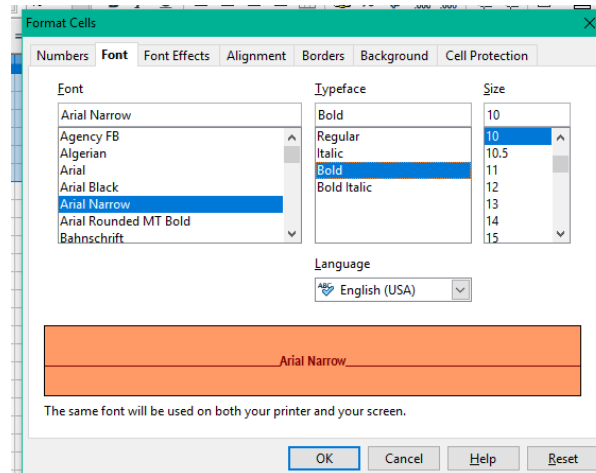 Format Cells
Numbers Font Font Effects Alignment Borders Background Cell Protection
Font Typeface Size
Arial Narrow Bold 10
Agency FB Regular 10
Algerian Italic 10.5
Arial Bold 11
Arial Black Bold Italic 12
Arial Narrow 13
Arial Rounded MT Bold 14
Bahnschrift 15
Language
English (USA)
Arial Narrow
The same font will be used on both your printer and your screen.
OK Cancel Help Reset